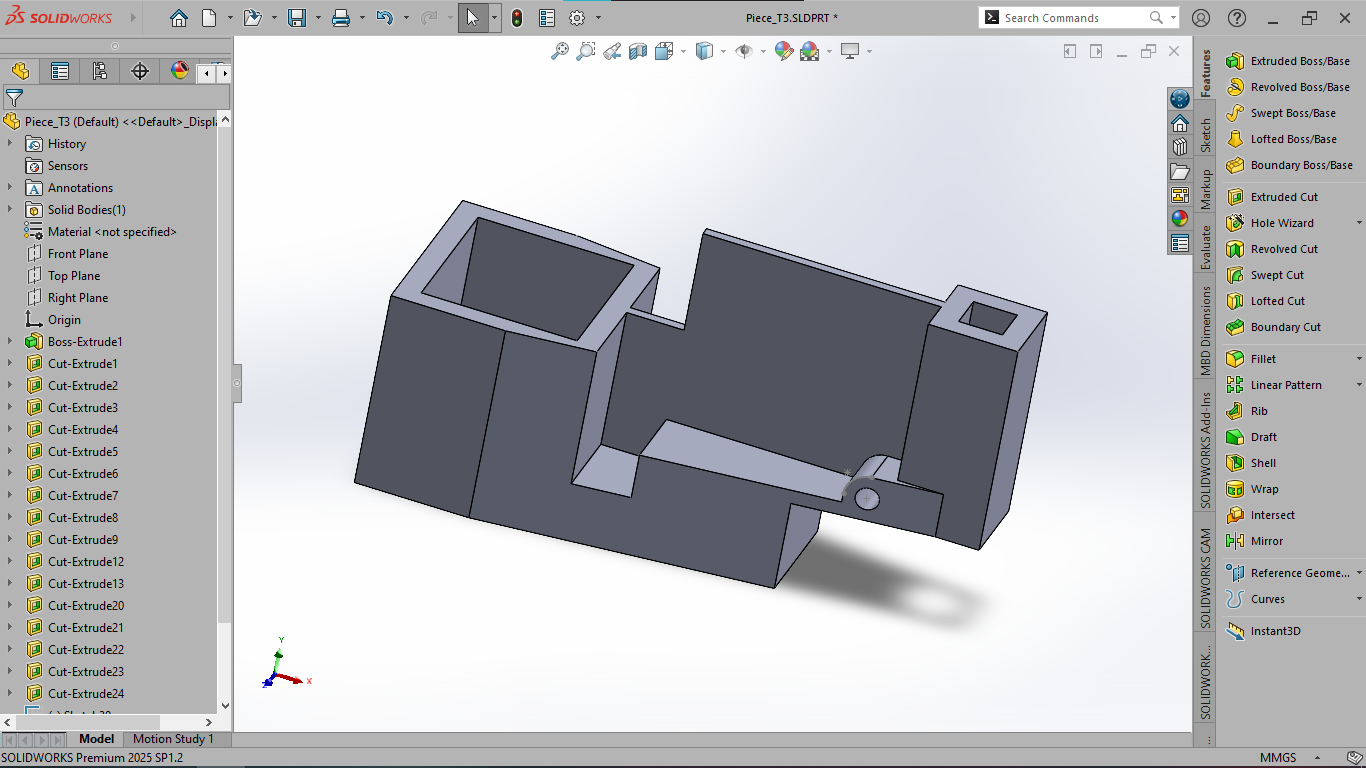 SOLIDWORKS
Piece_T3.SLDPRT *
Search Commands
Piece_T3 (Default) <<Default>_Displa
History
Sensors
Annotations
Solid Bodies(1)
Material <not specified>
Front Plane
Top Plane
Right Plane
Origin
Boss-Extrude1
Cut-Extrude1
Cut-Extrude2
Cut-Extrude3
Cut-Extrude4
Cut-Extrude5
Cut-Extrude6
Cut-Extrude7
Cut-Extrude8
Cut-Extrude9
Cut-Extrude12
Cut-Extrude13
Cut-Extrude20
Cut-Extrude21
Cut-Extrude22
Cut-Extrude23
Cut-Extrude24
Y
X
Z
Features
Sketch
Markup
Evaluate
MBD Dimensions
SOLIDWORKS Add-Ins
SOLIDWORKS CAM
SOLIDWORK...
Extruded Boss/Base
Revolved Boss/Base
Swept Boss/Base
Lofted Boss/Base
Boundary Boss/Base
Extruded Cut
Hole Wizard
Revolved Cut
Swept Cut
Lofted Cut
Boundary Cut
Fillet
Linear Pattern
Rib
Draft
Shell
Wrap
Intersect
Mirror
Reference Geome...
Curves
Instant3D
Model
Motion Study 1
SOLIDWORKS Premium 2025 SP1.2
MMGS